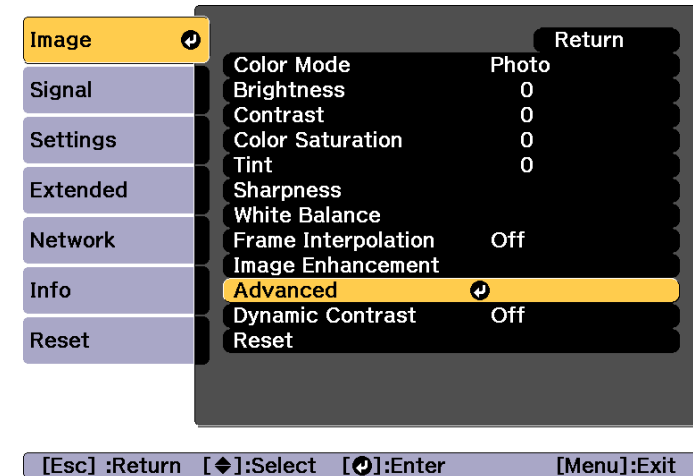 Image
Signal
Settings
Extended
Network
Info
Reset
Return
Color Mode Photo
Brightness 0
Contrast 0
Color Saturation 0
Tint 0
Sharpness
White Balance
Frame Interpolation Off
Image Enhancement
Advanced
Dynamic Contrast Off
Reset
[Esc] :Return [◆]:Select [↵]:Enter [Menu]:Exit